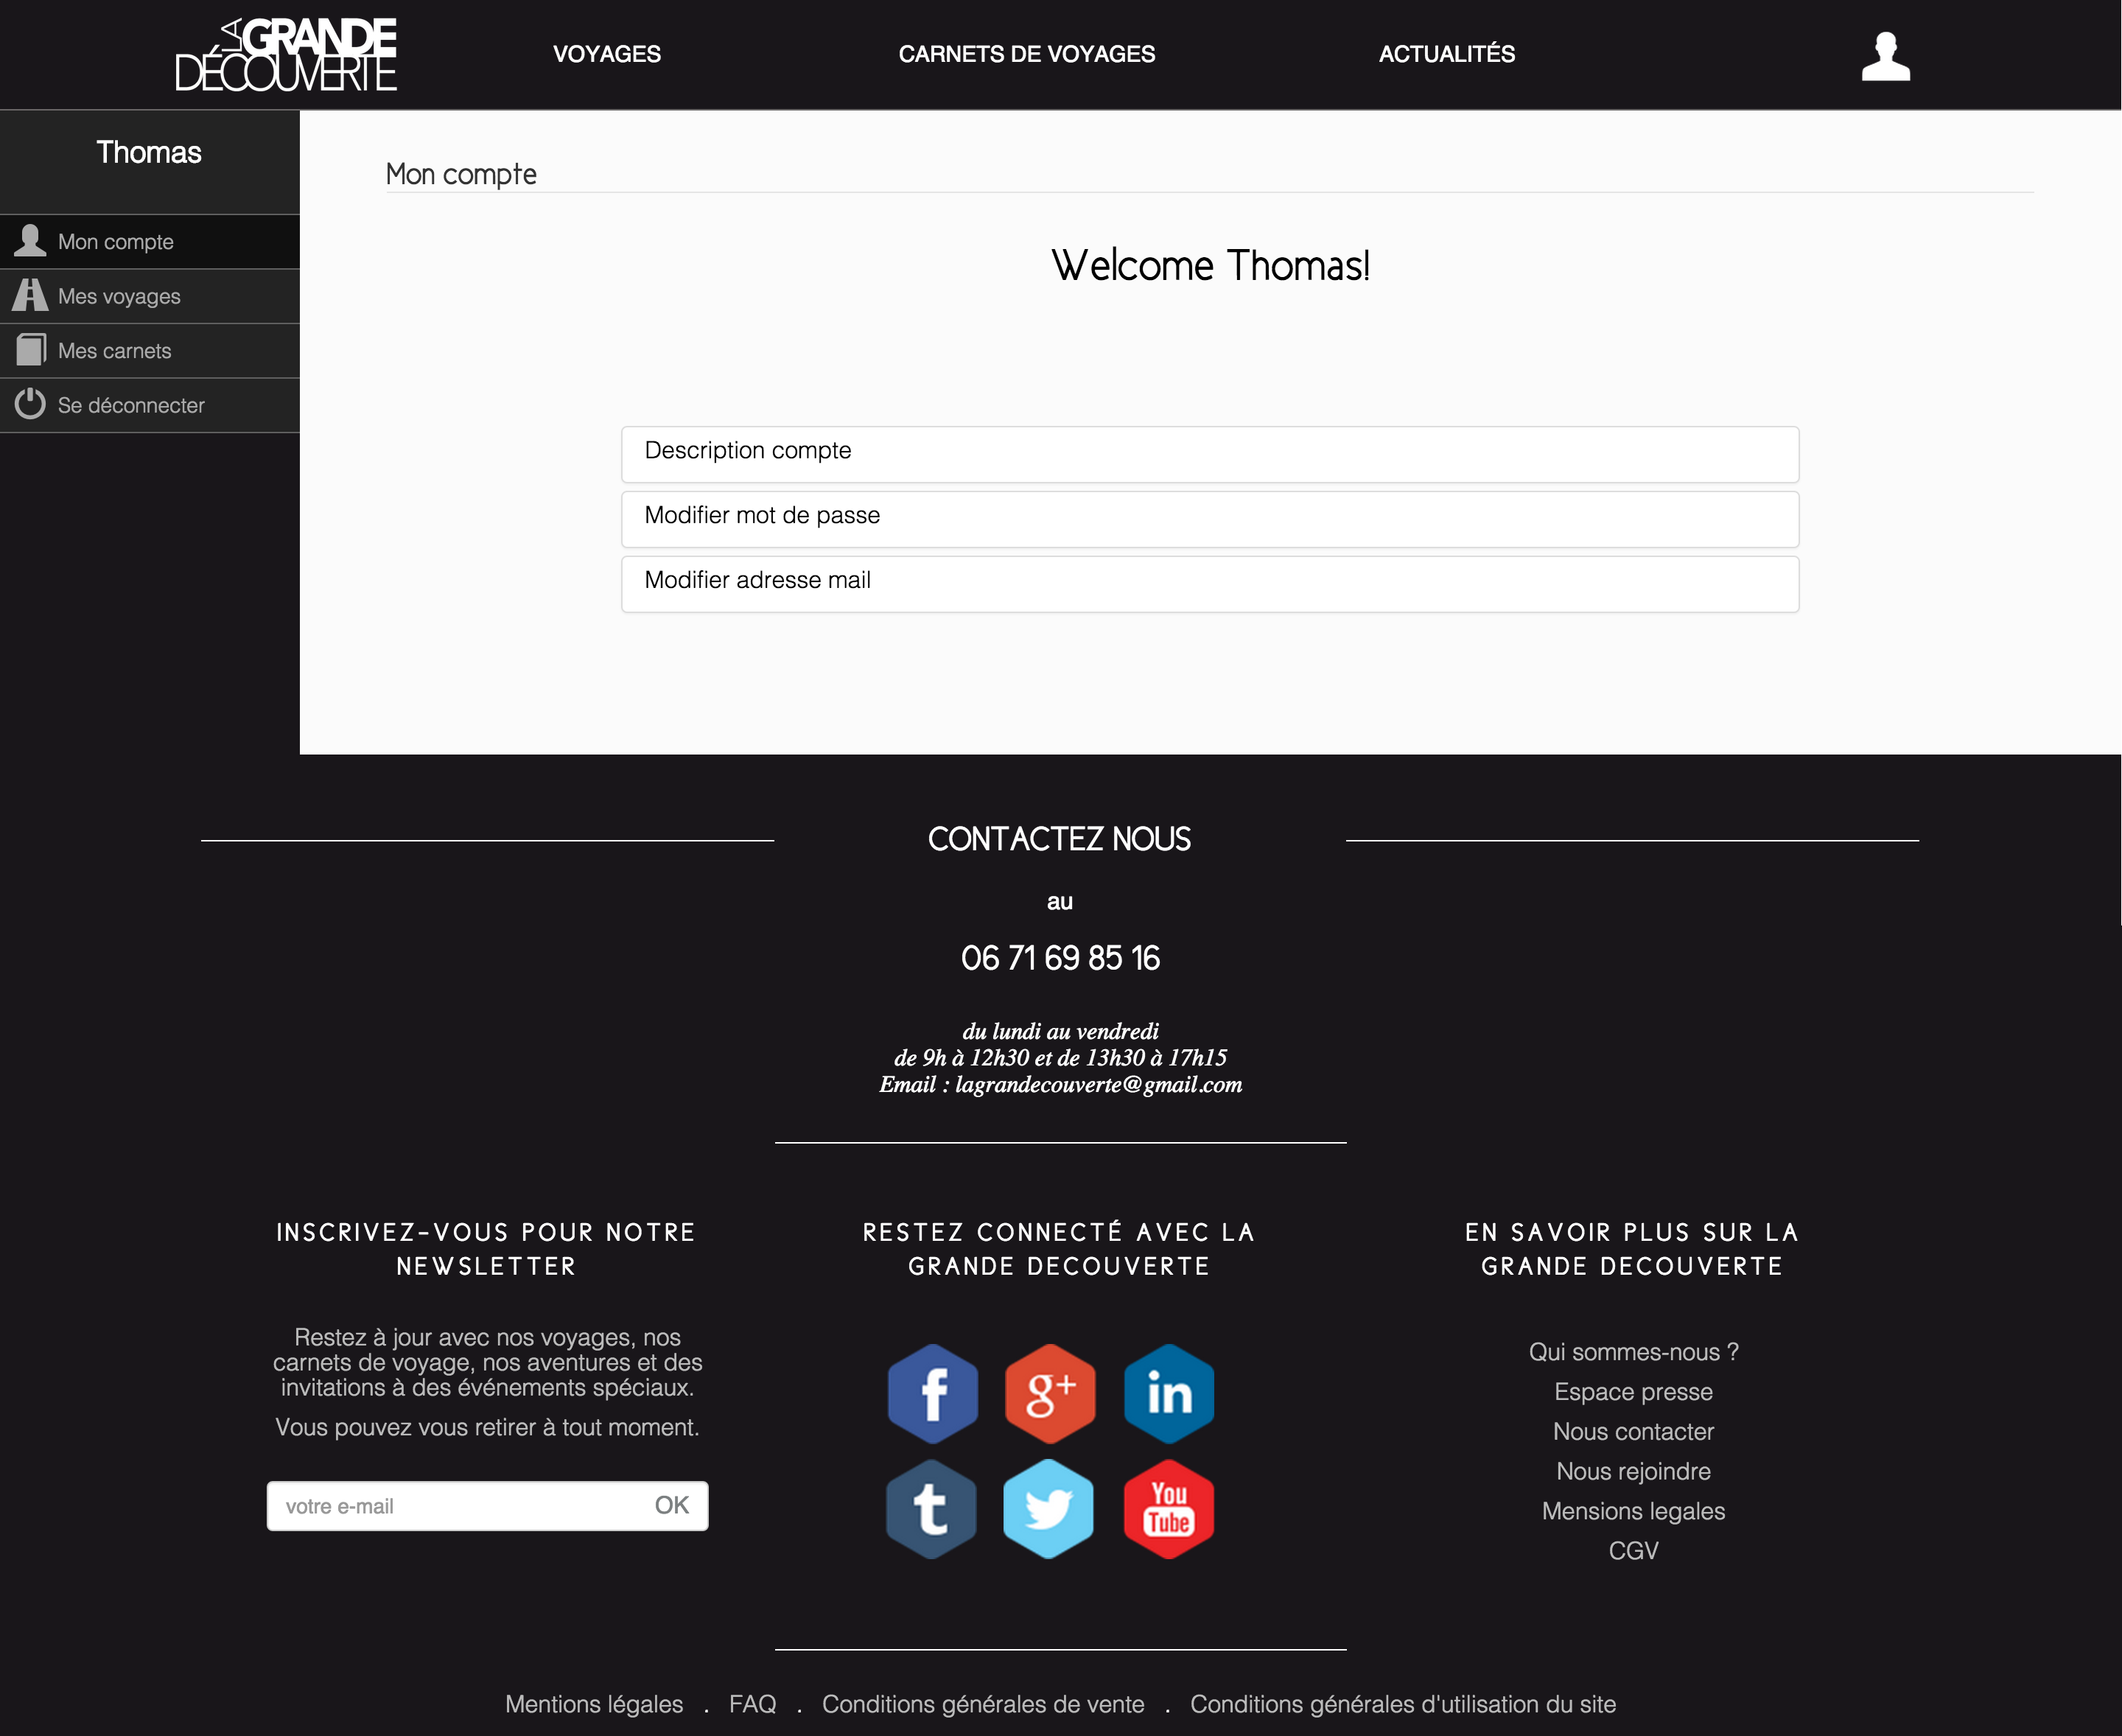 LA GRANDE
DÉCOUVERTE
VOYAGES
CARNETS DE VOYAGES
ACTUALITÉS
Thomas
Mon compte
Mes voyages
Mes carnets
Se déconnecter
Mon compte
Welcome Thomas!
Description compte
Modifier mot de passe
Modifier adresse mail
CONTACTEZ NOUS
au
06 71 69 85 16
du lundi au vendredi
de 9h à 12h30 et de 13h30 à 17h15
Email : lagrandecouverte@gmail.com
INSCRIVEZ-VOUS POUR NOTRE
NEWSLETTER
Restez à jour avec nos voyages, nos
carnets de voyage, nos aventures et des
invitations à des événements spéciaux.
Vous pouvez vous retirer à tout moment.
votre e-mail
OK
RESTEZ CONNECTÉ AVEC LA
GRANDE DECOUVERTE
f
g+
in
t
You
Tube
EN SAVOIR PLUS SUR LA
GRANDE DECOUVERTE
Qui sommes-nous ?
Espace presse
Nous contacter
Nous rejoindre
Mensions legales
CGV
Mentions légales . FAQ . Conditions générales de vente . Conditions générales d'utilisation du site